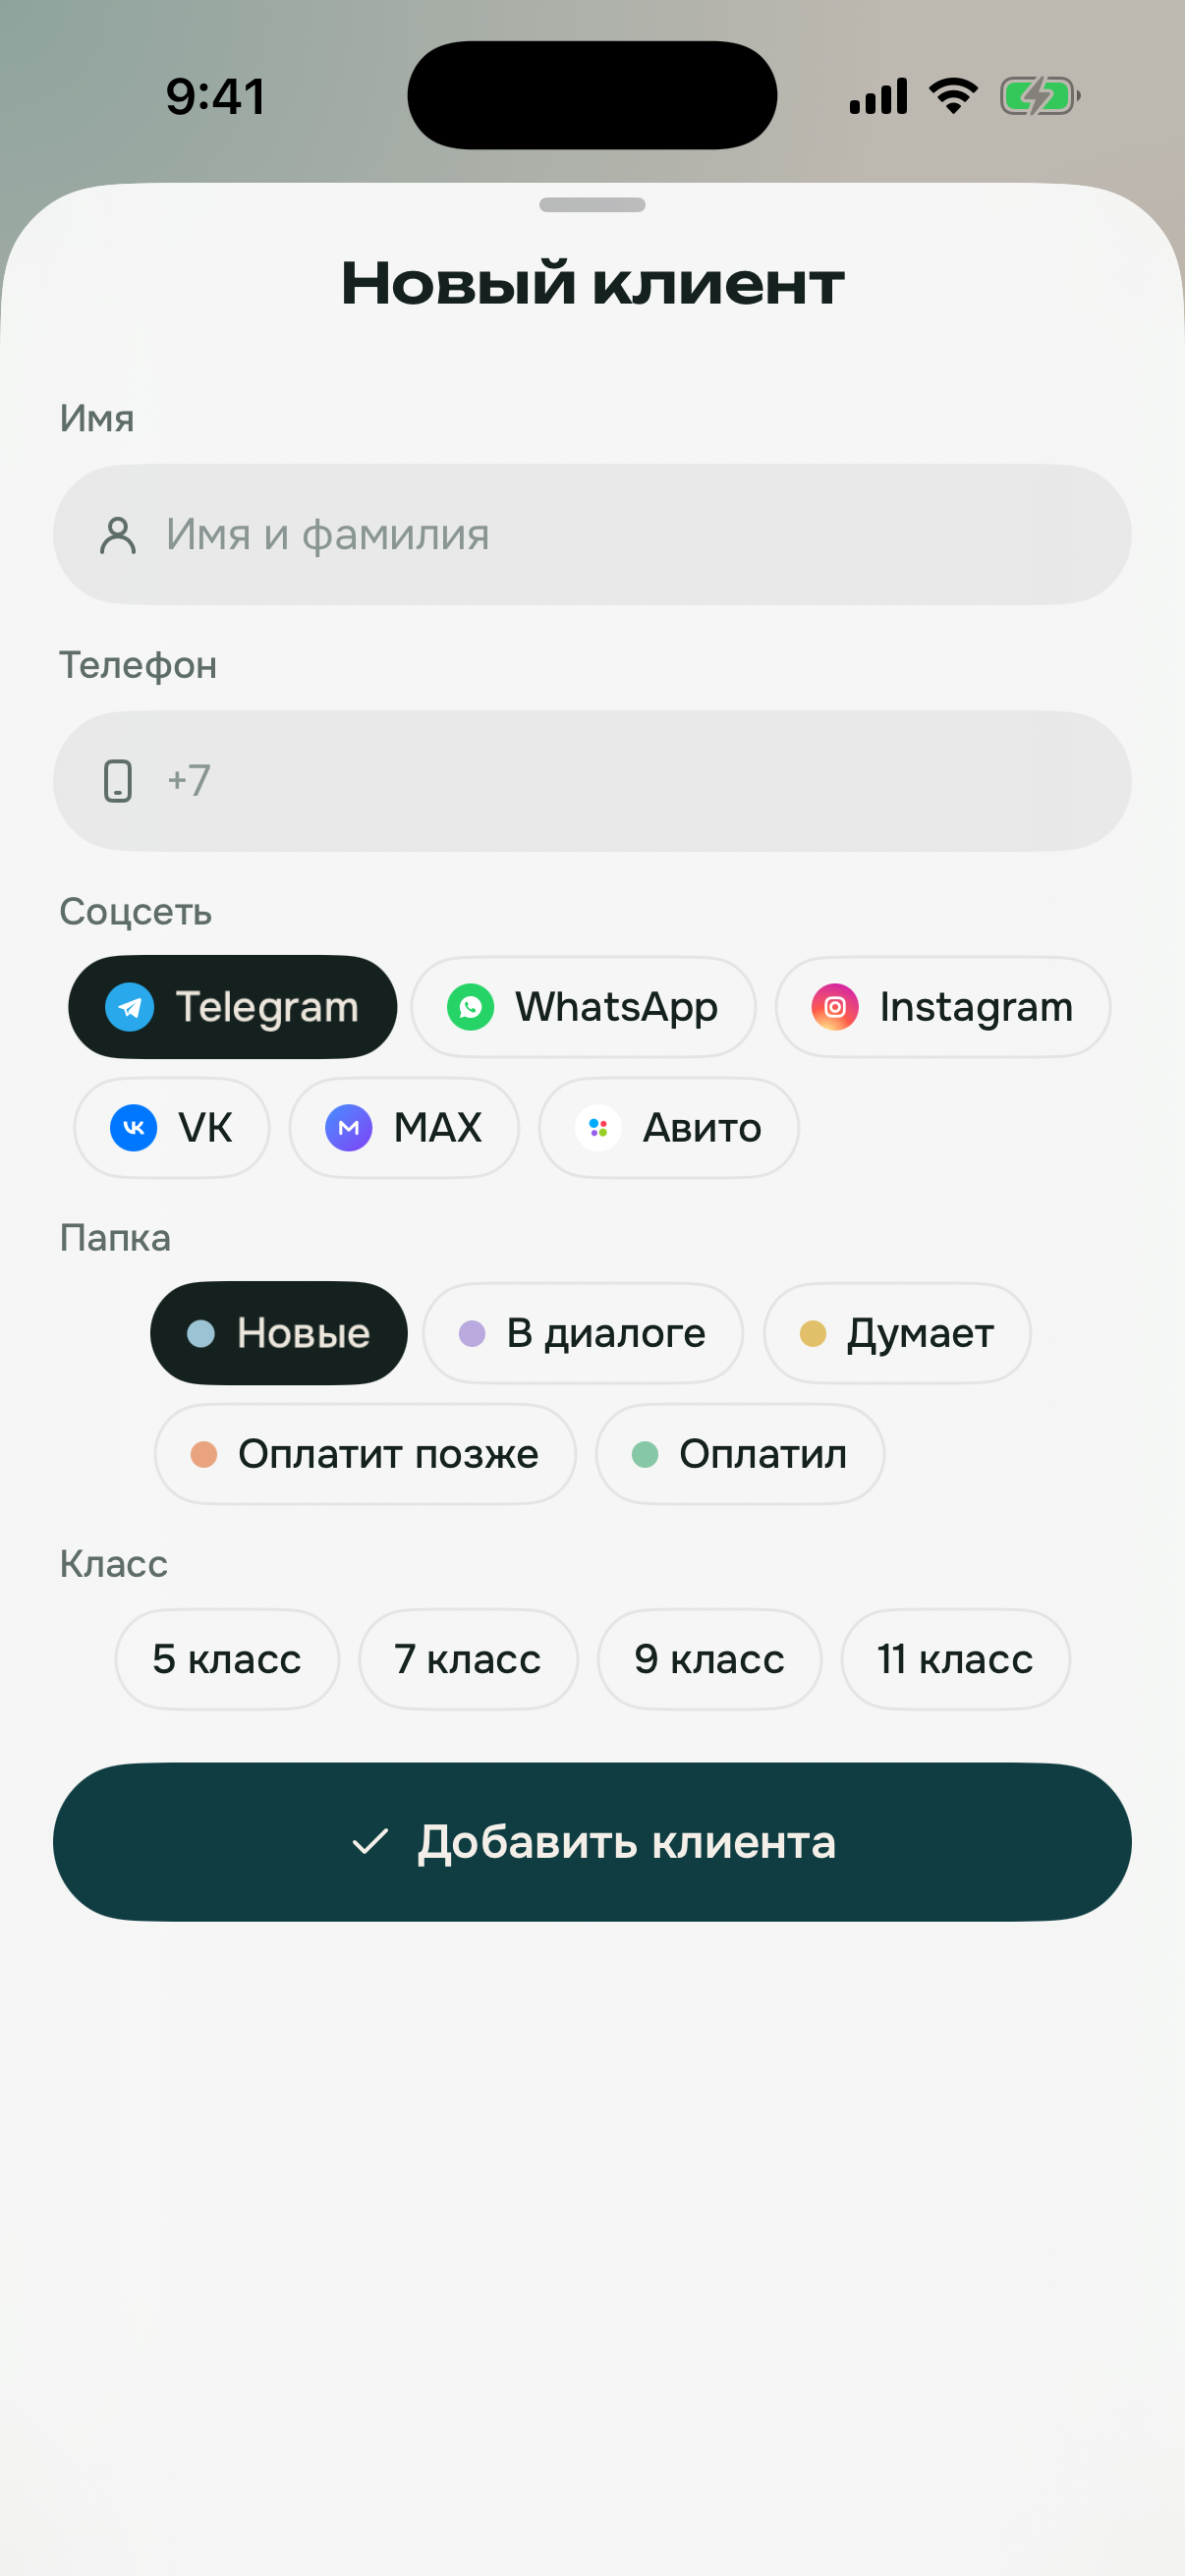 9:41
Новый клиент
Имя
Имя и фамилия
Телефон
+7
Соцсеть
Telegram WhatsApp Instagram
VK MAX Авито
Папка
Новые В диалоге Думает
Оплатит позже Оплатил
Класс
5 класс 7 класс 9 класс 11 класс
Добавить клиента